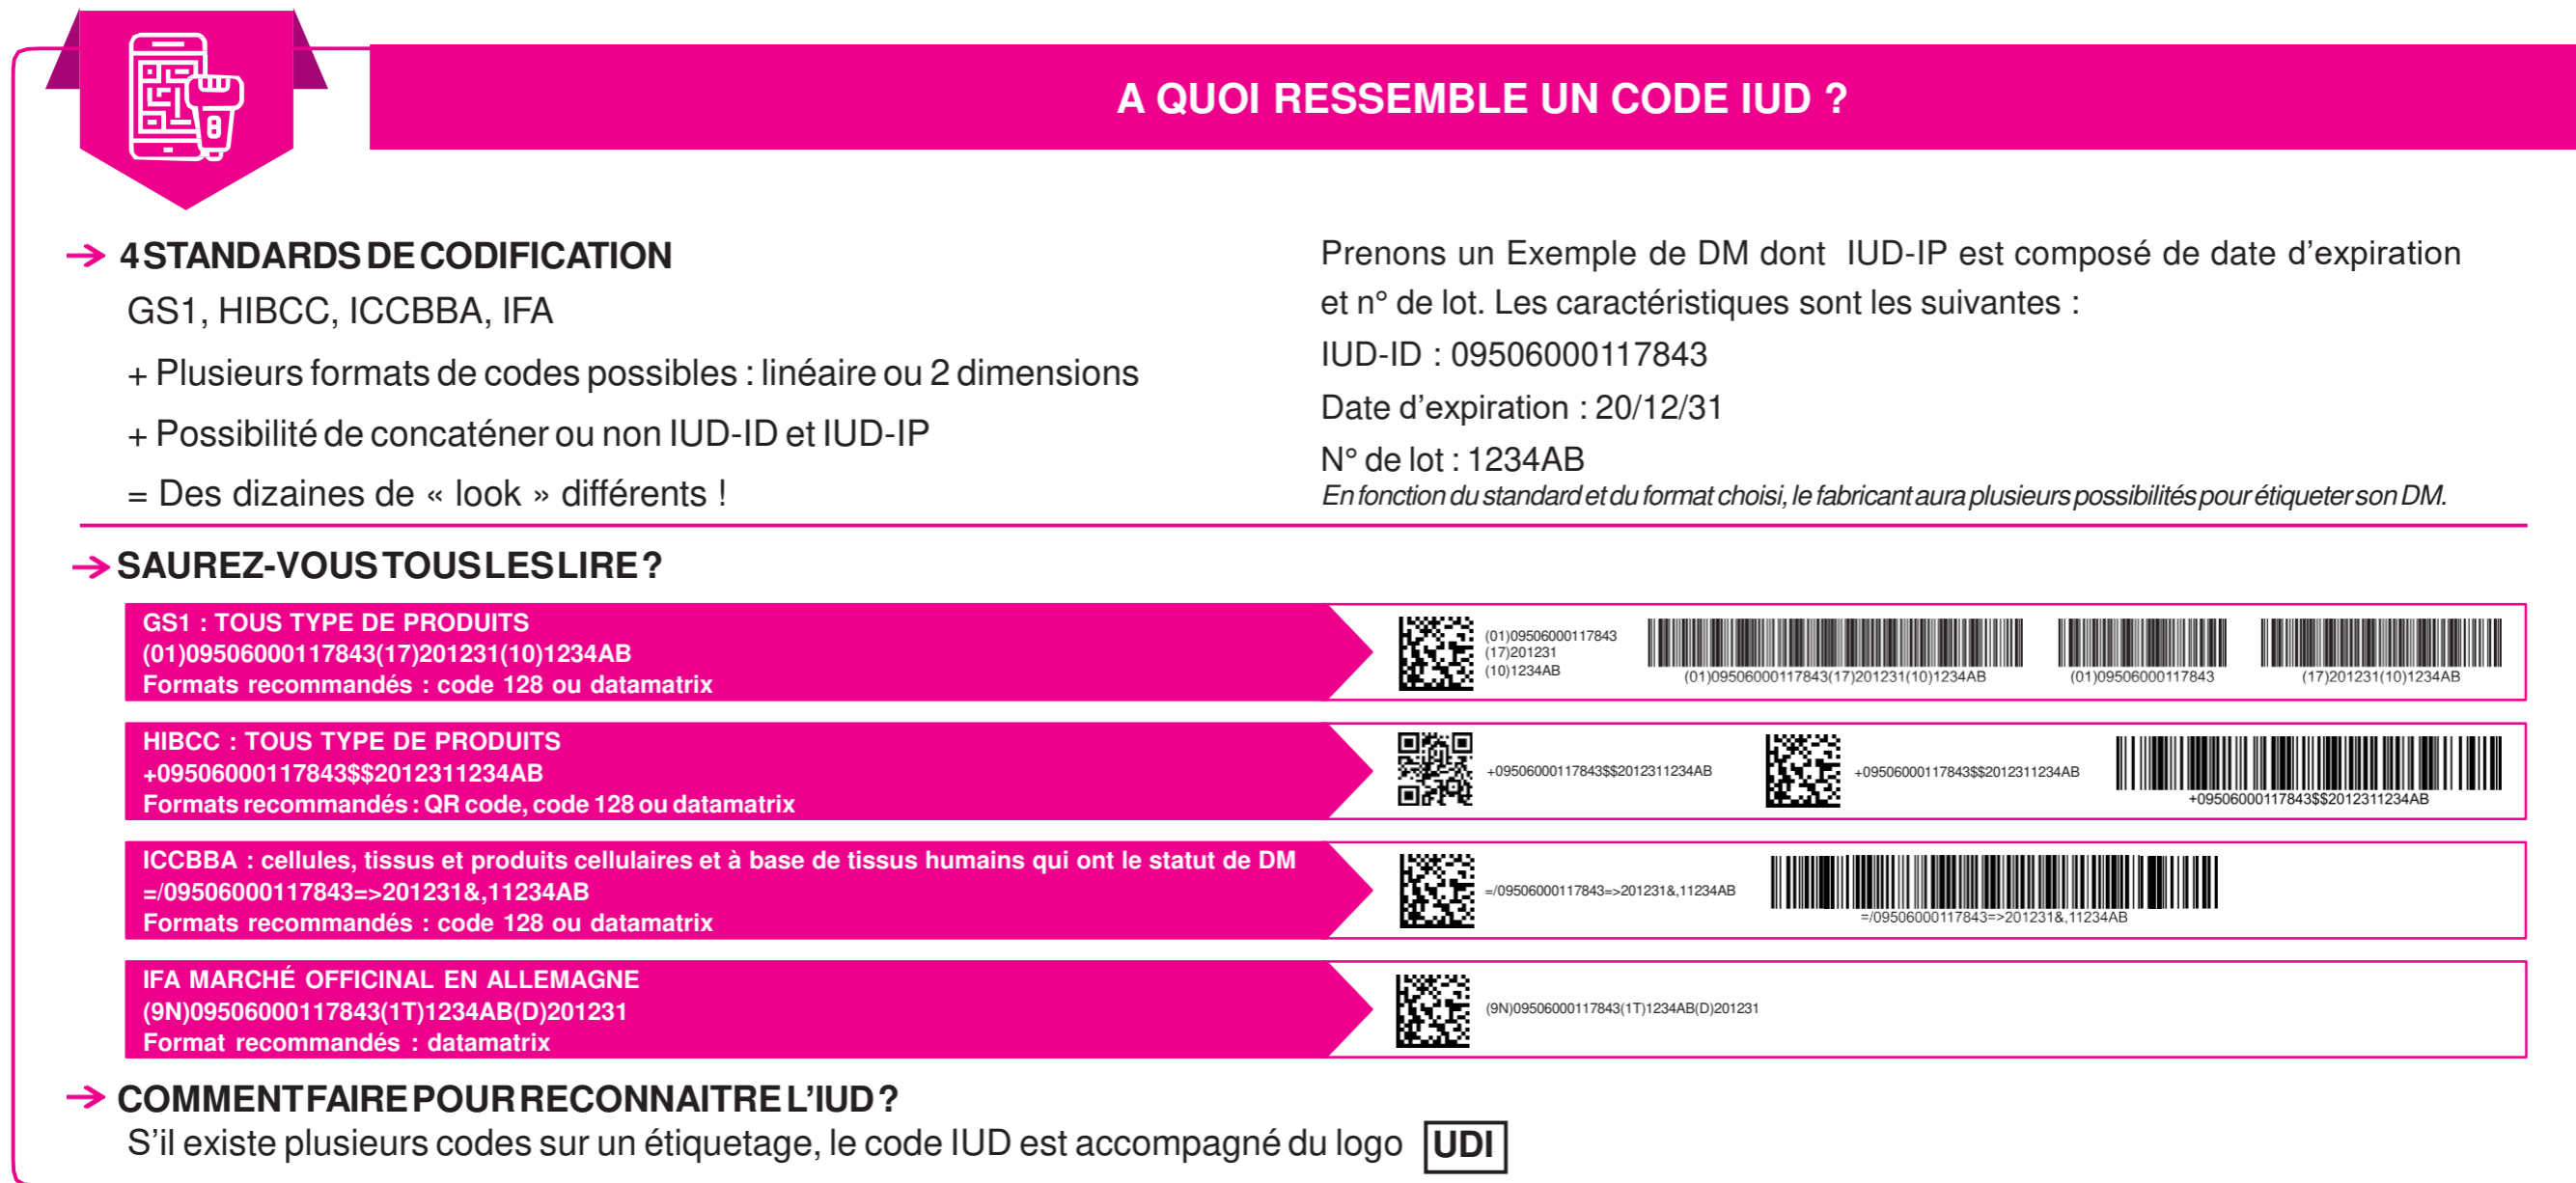 A QUOI RESSEMBLE UN CODE IUD ?
4 STANDARDS DE CODIFICATION
GS1, HIBCC, ICCBBA, IFA
+ Plusieurs formats de codes possibles : linéaire ou 2 dimensions
+ Possibilité de concaténer ou non IUD-ID et IUD-IP
= Des dizaines de « look » différents !
Prenons un Exemple de DM dont IUD-IP est composé de date d'expiration
et n° de lot. Les caractéristiques sont les suivantes :
IUD-ID : 09506000117843
Date d'expiration : 20/12/31
N° de lot : 1234AB
En fonction du standard et du format choisi, le fabricant aura plusieurs possibilités pour étiqueter son DM.
SAUREZ-VOUS TOUS LES LIRE ?
GS1 : TOUS TYPE DE PRODUITS
(01)09506000117843(17)201231(10)1234AB
Formats recommandés : code 128 ou datamatrix
(01)09506000117843
(17)201231
(10)1234AB
(01)09506000117843(17)201231(10)1234AB
(01)09506000117843
(17)201231(10)1234AB
HIBCC : TOUS TYPE DE PRODUITS
+09506000117843$$2012311234AB
Formats recommandés : QR code, code 128 ou datamatrix
+09506000117843$$2012311234AB
+09506000117843$$2012311234AB
+09506000117843$$2012311234AB
ICCBBA : cellules, tissus et produits cellulaires et à base de tissus humains qui ont le statut de DM
=/09506000117843=>201231&,11234AB
Formats recommandés : code 128 ou datamatrix
=/09506000117843=>201231&,11234AB
=/09506000117843=>201231&,11234AB
IFA MARCHÉ OFFICINAL EN ALLEMAGNE
(9N)09506000117843(1T)1234AB(D)201231
Format recommandés : datamatrix
(9N)09506000117843(1T)1234AB(D)201231
COMMENT FAIRE POUR RECONNAITRE L'IUD ?
S'il existe plusieurs codes sur un étiquetage, le code IUD est accompagné du logo UDI